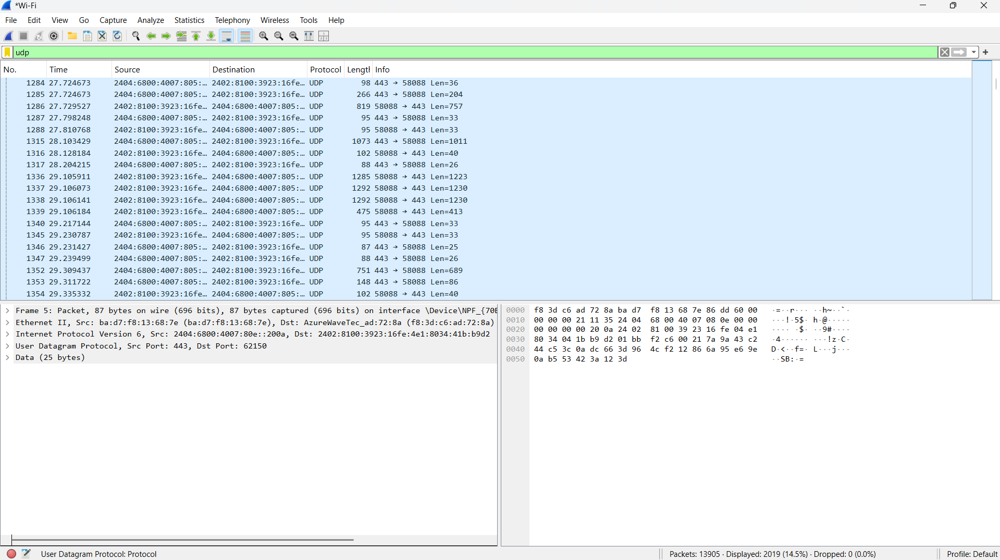 *Wi-Fi
File Edit View Go Capture Analyze Statistics Telephony Wireless Tools Help
udp
No. Time Source Destination Protocol Length Info
1284 27.724673 2404:6800:4007:805:… 2402:8100:3923:16fe… UDP 98 443 → 58088 Len=36
1285 27.724673 2404:6800:4007:805:… 2402:8100:3923:16fe… UDP 266 443 → 58088 Len=204
1286 27.729527 2402:8100:3923:16fe… 2404:6800:4007:805:… UDP 819 58088 → 443 Len=757
1287 27.798248 2404:6800:4007:805:… 2402:8100:3923:16fe… UDP 95 443 → 58088 Len=33
1288 27.810768 2402:8100:3923:16fe… 2404:6800:4007:805:… UDP 95 58088 → 443 Len=33
1315 28.103429 2404:6800:4007:805:… 2402:8100:3923:16fe… UDP 1073 443 → 58088 Len=1011
1316 28.128184 2402:8100:3923:16fe… 2404:6800:4007:805:… UDP 102 58088 → 443 Len=40
1317 28.204215 2404:6800:4007:805:… 2402:8100:3923:16fe… UDP 88 443 → 58088 Len=26
1336 29.105911 2402:8100:3923:16fe… 2404:6800:4007:805:… UDP 1285 58088 → 443 Len=1223
1337 29.106073 2402:8100:3923:16fe… 2404:6800:4007:805:… UDP 1292 58088 → 443 Len=1230
1338 29.106141 2402:8100:3923:16fe… 2404:6800:4007:805:… UDP 1292 58088 → 443 Len=1230
1339 29.106184 2402:8100:3923:16fe… 2404:6800:4007:805:… UDP 475 58088 → 443 Len=413
1340 29.217144 2404:6800:4007:805:… 2402:8100:3923:16fe… UDP 95 443 → 58088 Len=33
1345 29.230787 2402:8100:3923:16fe… 2404:6800:4007:805:… UDP 95 58088 → 443 Len=33
1346 29.231427 2404:6800:4007:805:… 2402:8100:3923:16fe… UDP 87 443 → 58088 Len=25
1347 29.239499 2404:6800:4007:805:… 2402:8100:3923:16fe… UDP 88 443 → 58088 Len=26
1352 29.309437 2404:6800:4007:805:… 2402:8100:3923:16fe… UDP 751 443 → 58088 Len=689
1353 29.311722 2404:6800:4007:805:… 2402:8100:3923:16fe… UDP 148 443 → 58088 Len=86
1354 29.335332 2402:8100:3923:16fe… 2404:6800:4007:805:… UDP 102 58088 → 443 Len=40
Frame 5: Packet, 87 bytes on wire (696 bits), 87 bytes captured (696 bits) on interface \Device\NPF_{70E
Ethernet II, Src: ba:d7:f8:13:68:7e (ba:d7:f8:13:68:7e), Dst: AzureWaveTec_ad:72:8a (f8:3d:c6:ad:72:8a)
Internet Protocol Version 6, Src: 2404:6800:4007:80e::200a, Dst: 2402:8100:3923:16fe:4e1:8034:41b:b9d2
User Datagram Protocol, Src Port: 443, Dst Port: 62150
Data (25 bytes)
0000 f8 3d c6 ad 72 8a ba d7 f8 13 68 7e 86 dd 60 00 ·=··r··· ··h~··`·
0010 00 00 00 21 11 35 24 04 68 00 40 07 08 0e 00 00 ···!·5$· h·@·····
0020 00 00 00 00 20 0a 24 02 81 00 39 23 16 fe 04 e1 ···· ·$· ··9#····
0030 80 34 04 1b b9 d2 01 bb f2 c6 00 21 7a 9a 43 c2 ·4······ ···!z·C·
0040 44 c5 3c 0a dc 66 3d 96 4c f2 12 86 6a 95 e6 9e D·<··f=· L···j···
0050 0a b5 53 42 3a 12 3d ··SB:·=
User Datagram Protocol: Protocol
Packets: 13905 · Displayed: 2019 (14.5%) · Dropped: 0 (0.0%)
Profile: Default